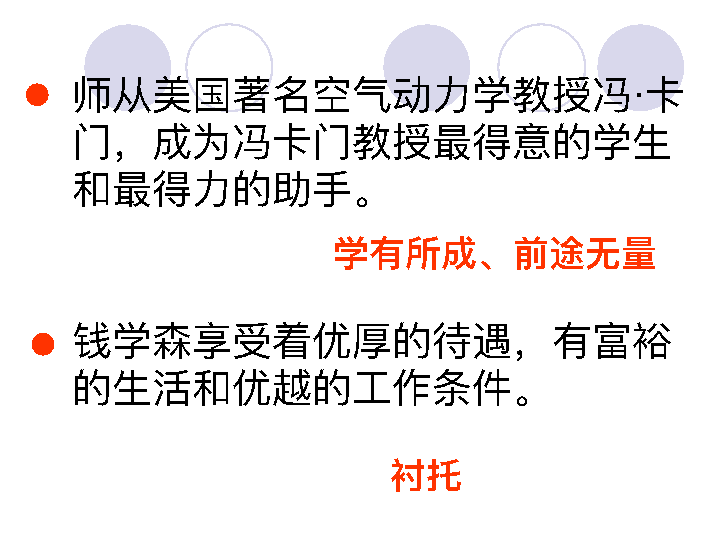 师从美国著名空气动力学教授冯·卡
门，成为冯卡门教授最得意的学生
和最得力的助手。
学有所成、前途无量
钱学森享受着优厚的待遇，有富裕
的生活和优越的工作条件。
衬托